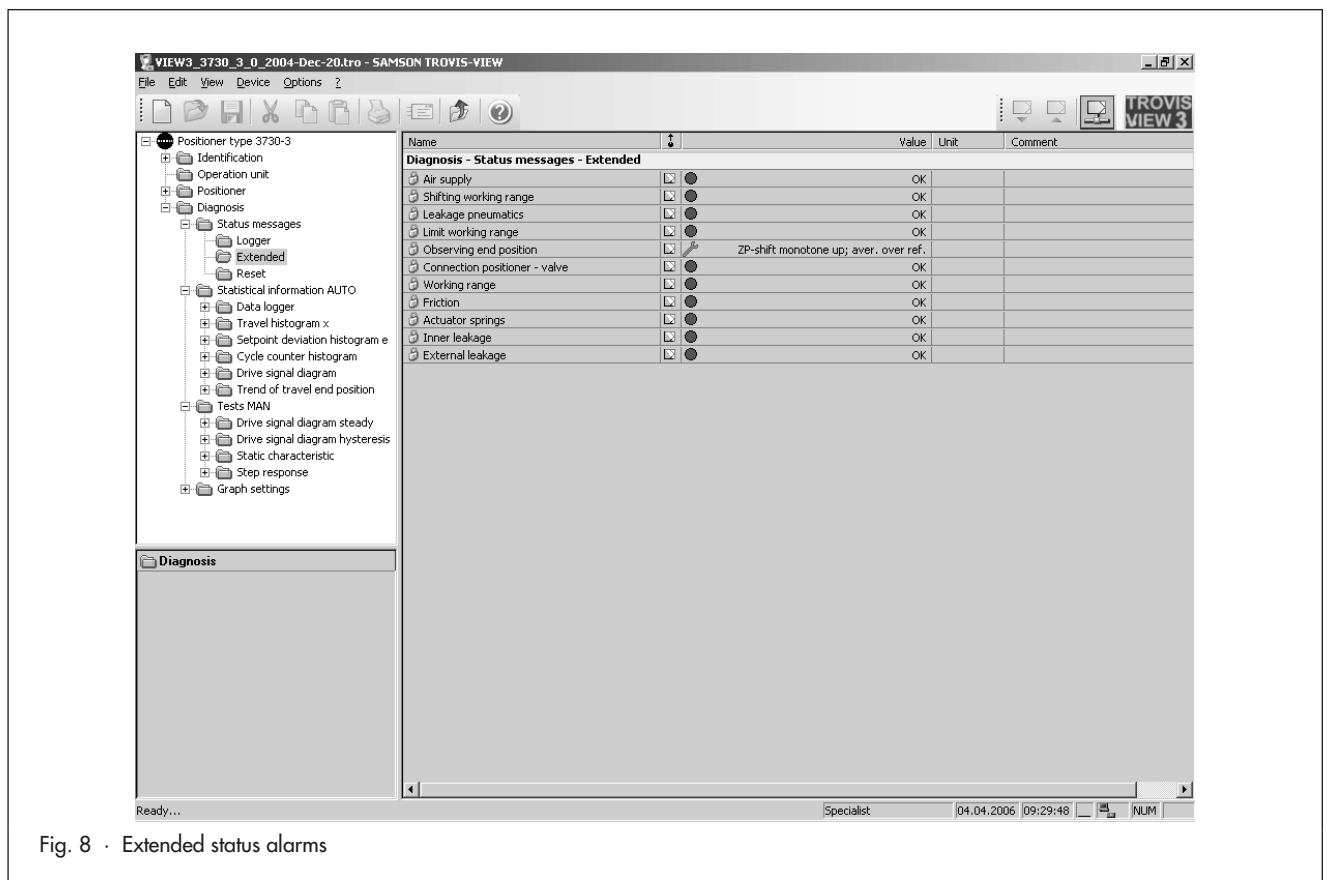 VIEW3_3730_3_0_2004-Dec-20.tro - SAMSON TROVIS-VIEW
File Edit View Device Options ?
TROVIS
VIEW 3
Positioner type 3730-3
Identification
Operation unit
Positioner
Diagnosis
Status messages
Logger
Extended
Reset
Statistical information AUTO
Data logger
Travel histogram x
Setpoint deviation histogram e
Cycle counter histogram
Drive signal diagram
Trend of travel end position
Tests MAN
Drive signal diagram steady
Drive signal diagram hysteresis
Static characteristic
Step response
Graph settings
Diagnosis
Name Value Unit Comment
Diagnosis - Status messages - Extended
Air supply OK
Shifting working range OK
Leakage pneumatics OK
Limit working range OK
Observing end position ZP-shift monotone up; aver. over ref.
Connection positioner - valve OK
Working range OK
Friction OK
Actuator springs OK
Inner leakage OK
External leakage OK
Ready... Specialist 04.04.2006 09:29:48 NUM
Fig. 8 · Extended status alarms